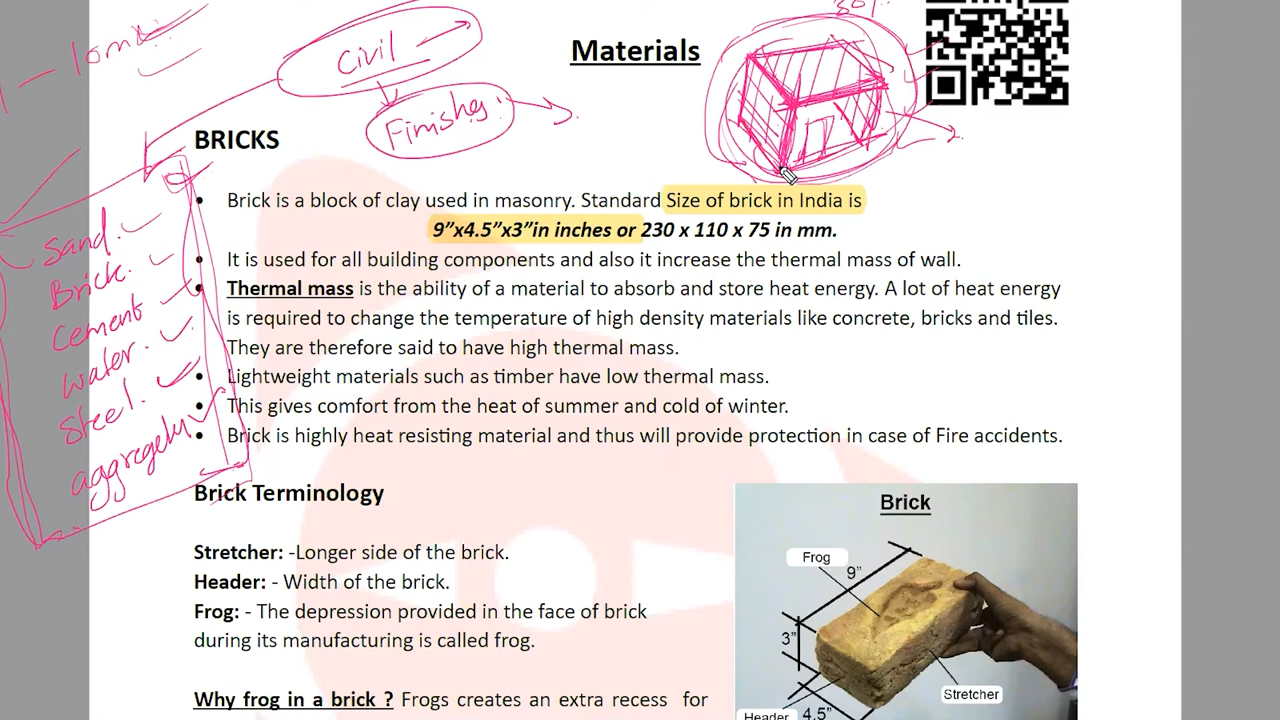 Civil
Materials
Finishes
BRICKS
Brick is a block of clay used in masonry. Standard Size of brick in India is
9”x4.5”x3”in inches or 230 x 110 x 75 in mm.
It is used for all building components and also it increase the thermal mass of wall.
Thermal mass is the ability of a material to absorb and store heat energy. A lot of heat energy
is required to change the temperature of high density materials like concrete, bricks and tiles.
They are therefore said to have high thermal mass.
Lightweight materials such as timber have low thermal mass.
This gives comfort from the heat of summer and cold of winter.
Brick is highly heat resisting material and thus will provide protection in case of Fire accidents.
Sand.
Brick.
Cement
Water.
Steel.
Brick Terminology
Stretcher: -Longer side of the brick.
Header: - Width of the brick.
Frog: - The depression provided in the face of brick
during its manufacturing is called frog.
Why frog in a brick ? Frogs creates an extra recess for
Brick
Frog
9”
3”
Stretcher
Header
4.5”